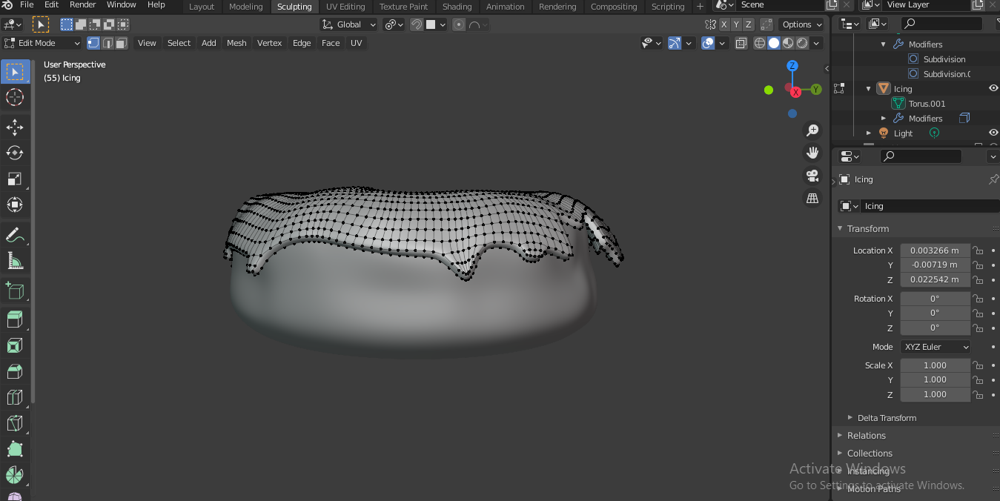 File Edit Render Window Help Layout Modeling Sculpting UV Editing Texture Paint Shading Animation Compositing Rendering Scripting + Scene View Layer
Global X Y Z Options
Edit Mode View Select Add Mesh Vertex Edge Face UV
User Perspective
(55) Icing
Z
Y
X
Modifiers
Subdivision
Subdivision.0
Icing
Torus.001
Modifiers
Light
Icing
Icing
Transform
Location X 0.003266 m
Y -0.00719 m
Z 0.022542 m
Rotation X 0°
Y 0°
Z 0°
Mode XYZ Euler
Scale X 1.000
Y 1.000
Z 1.000
Delta Transform
Relations
Collections
Instancing
Motion Paths
Activate Windows
Go to Settings to activate Windows.